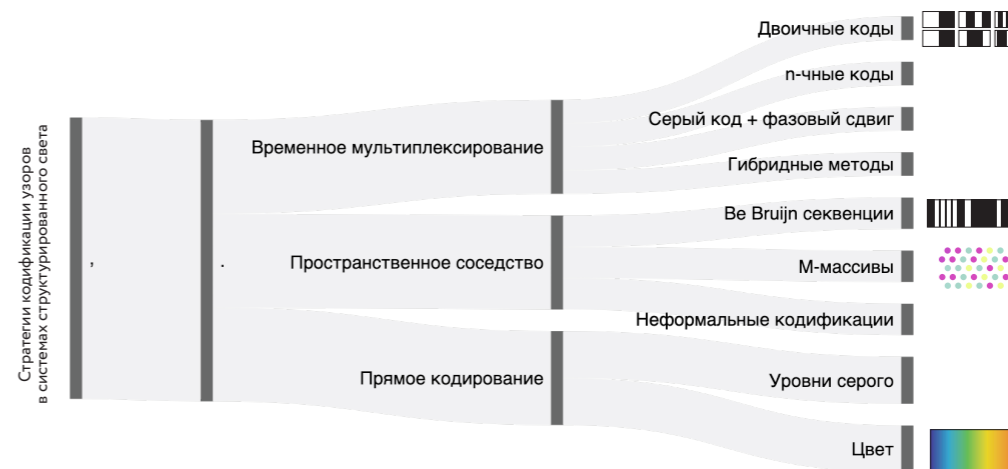 Стратегии кодификации узоров
в системах структурированного света
,
.
Временное мультиплексирование
Пространственное соседство
Прямое кодирование
Двоичные коды
n-чные коды
Серый код + фазовый сдвиг
Гибридные методы
Be Bruijn секвенции
М-массивы
Неформальные кодификации
Уровни серого
Цвет